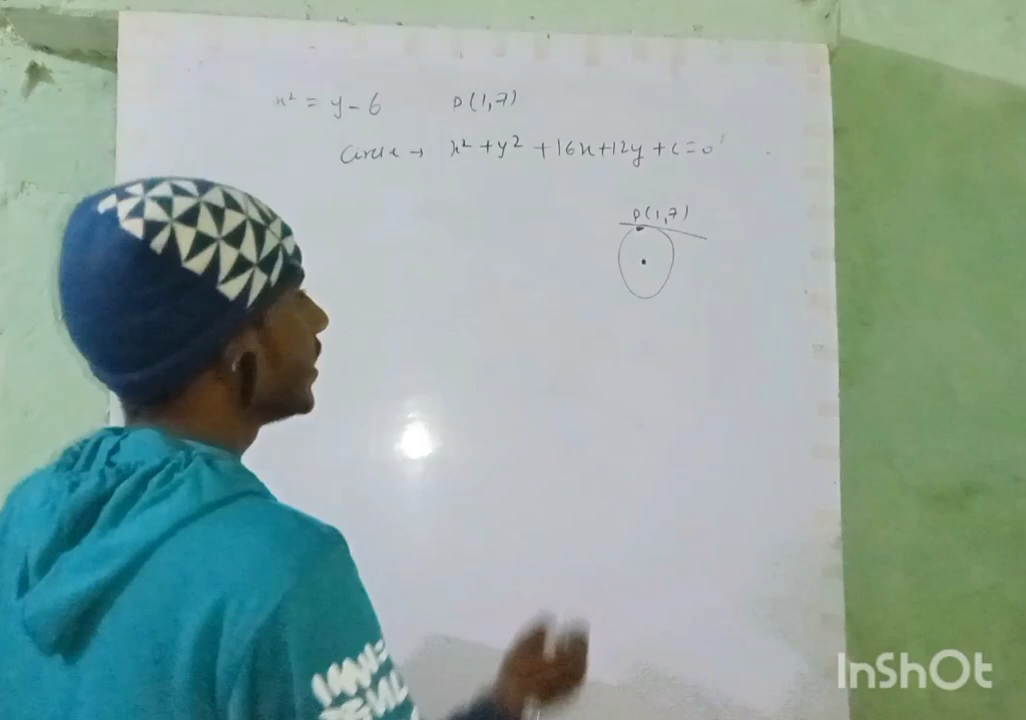 x² = y - 6 P(1,7)
Circle → x² + y² + 16x + 12y + c = 0
P(1,7)
InShOt